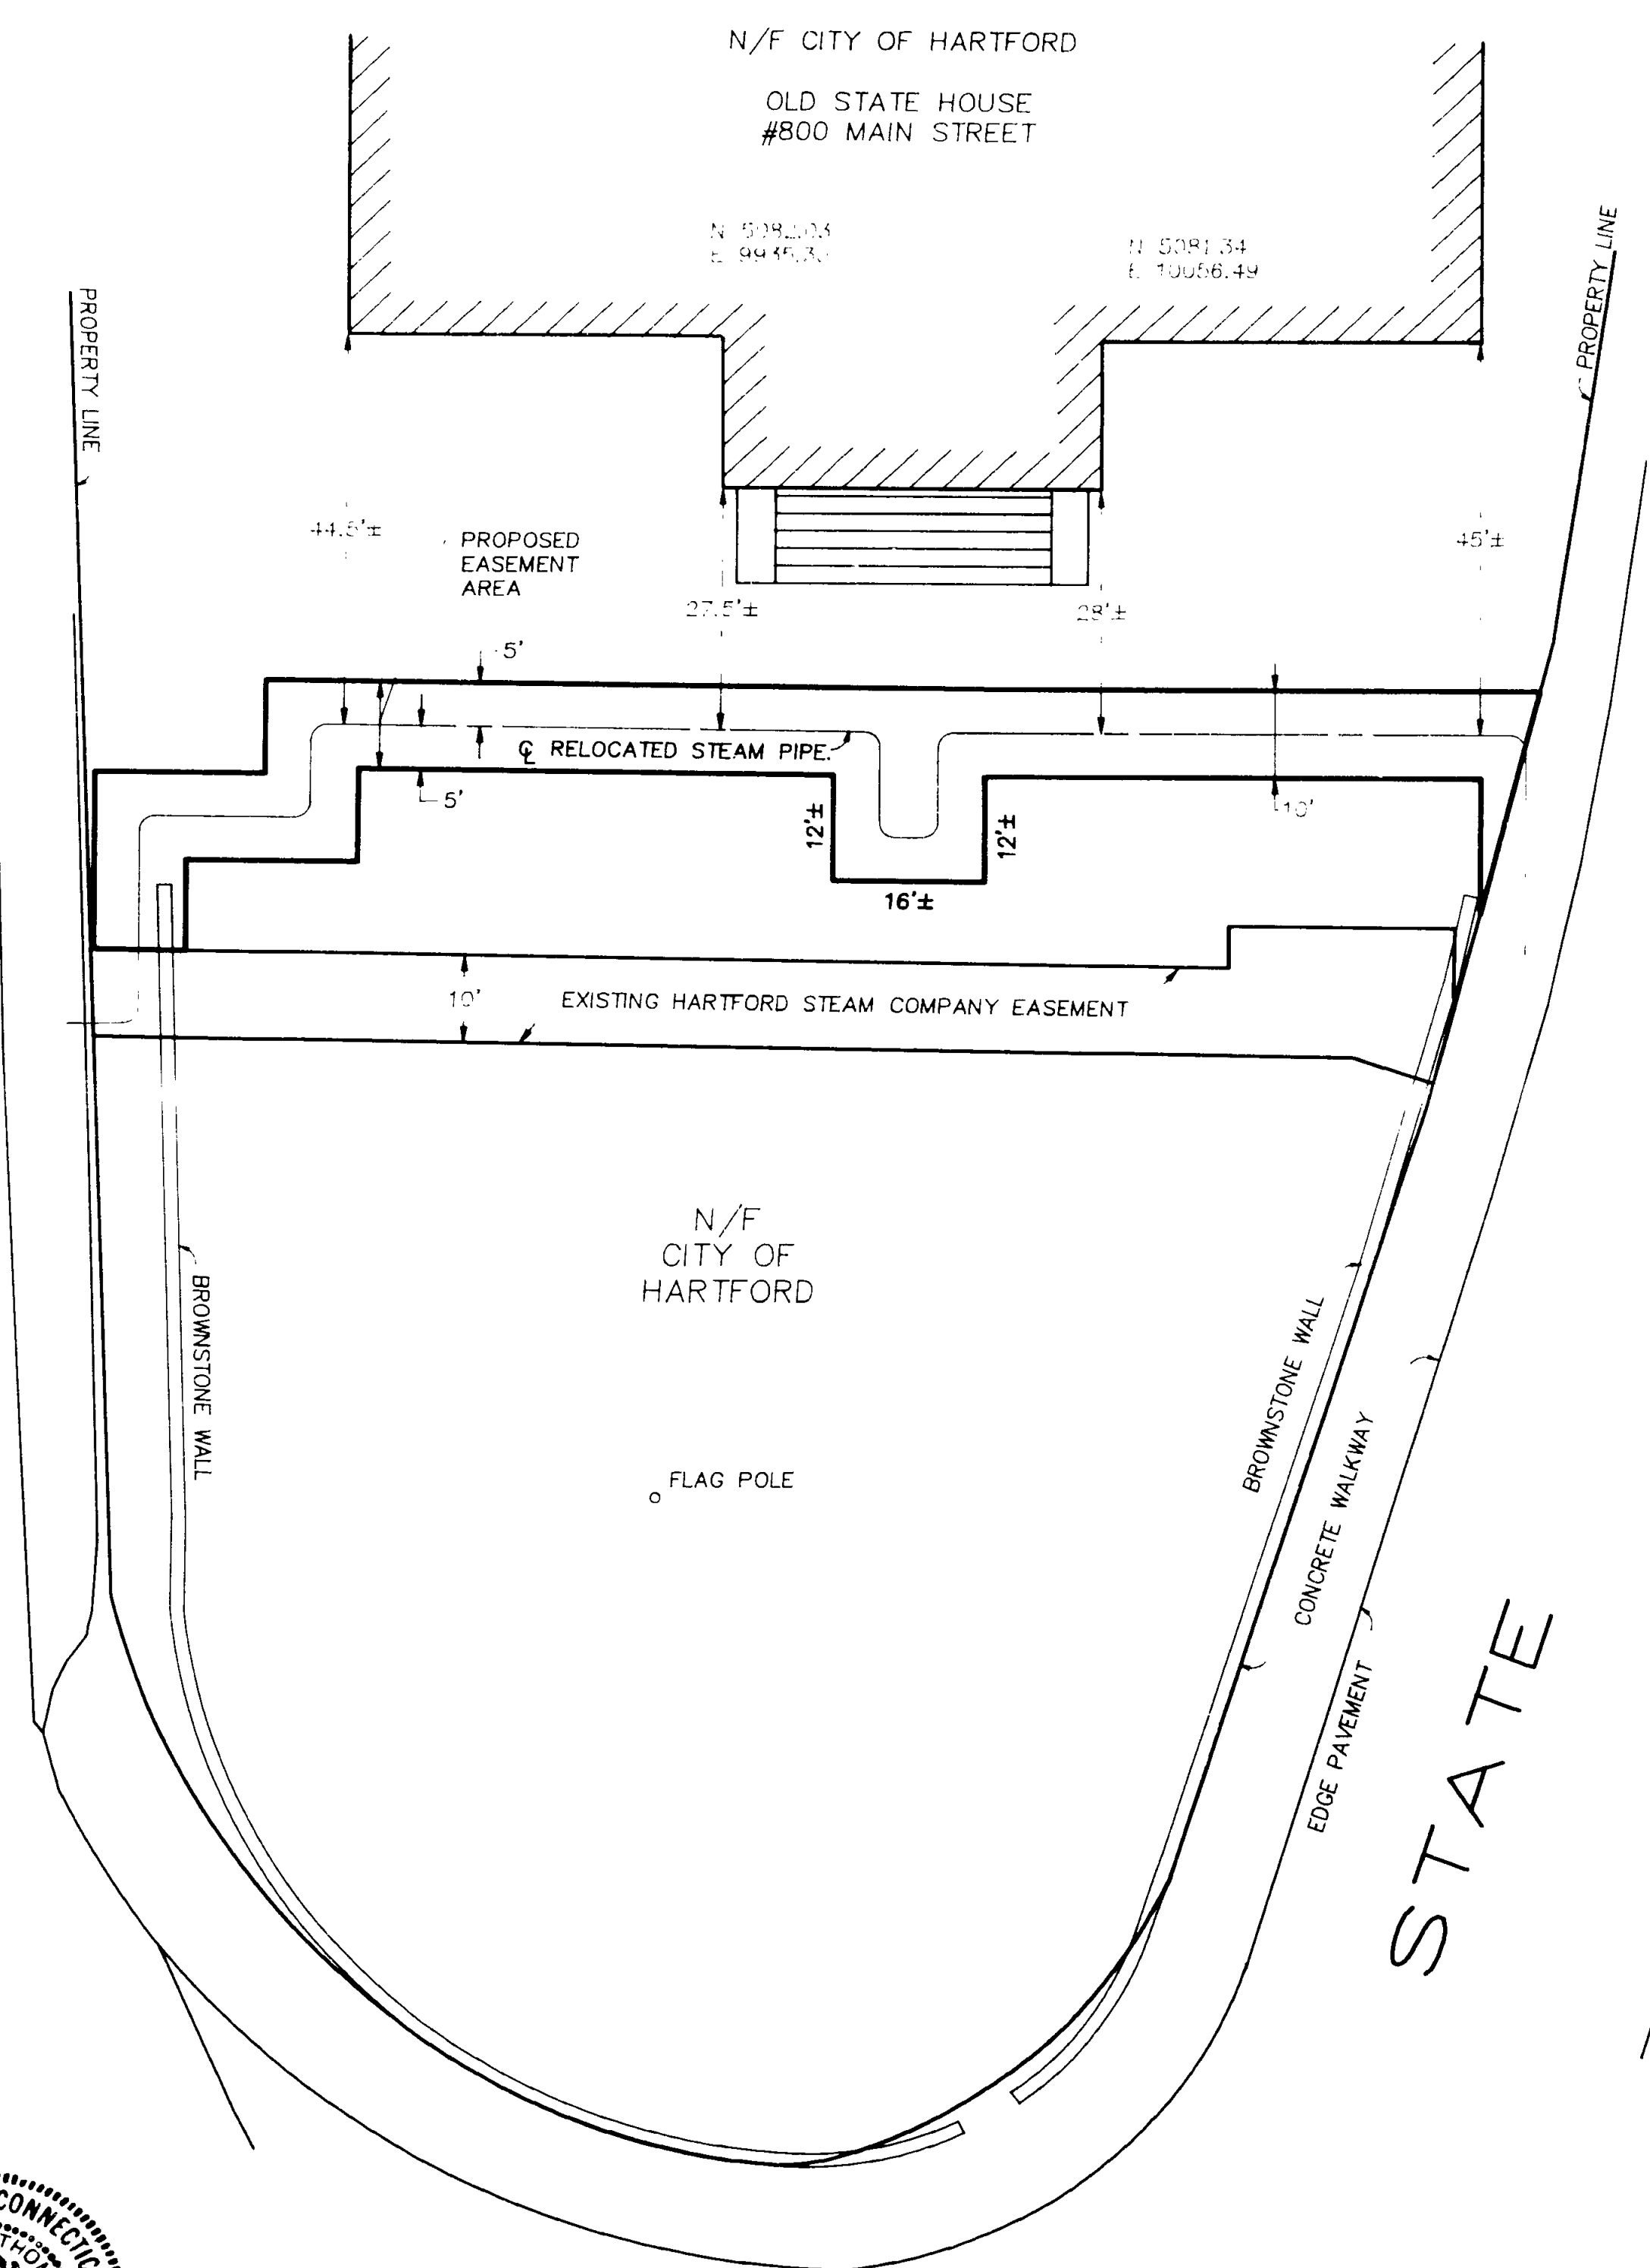 N/F CITY OF HARTFORD
OLD STATE HOUSE
#800 MAIN STREET
N
E
N 5081.34
E 10056.49
PROPERTY LINE
PROPERTY LINE
44.5'±
PROPOSED
EASEMENT
AREA
45'±
27.5'±
28'±
5'
℄ RELOCATED STEAM PIPE
5'
12'±
12'±
10'
16'±
10'
EXISTING HARTFORD STEAM COMPANY EASEMENT
N/F
CITY OF
HARTFORD
BROWNSTONE WALL
BROWNSTONE WALL
FLAG POLE
CONCRETE WALKWAY
EDGE PAVEMENT
STATE
CONNECTIC